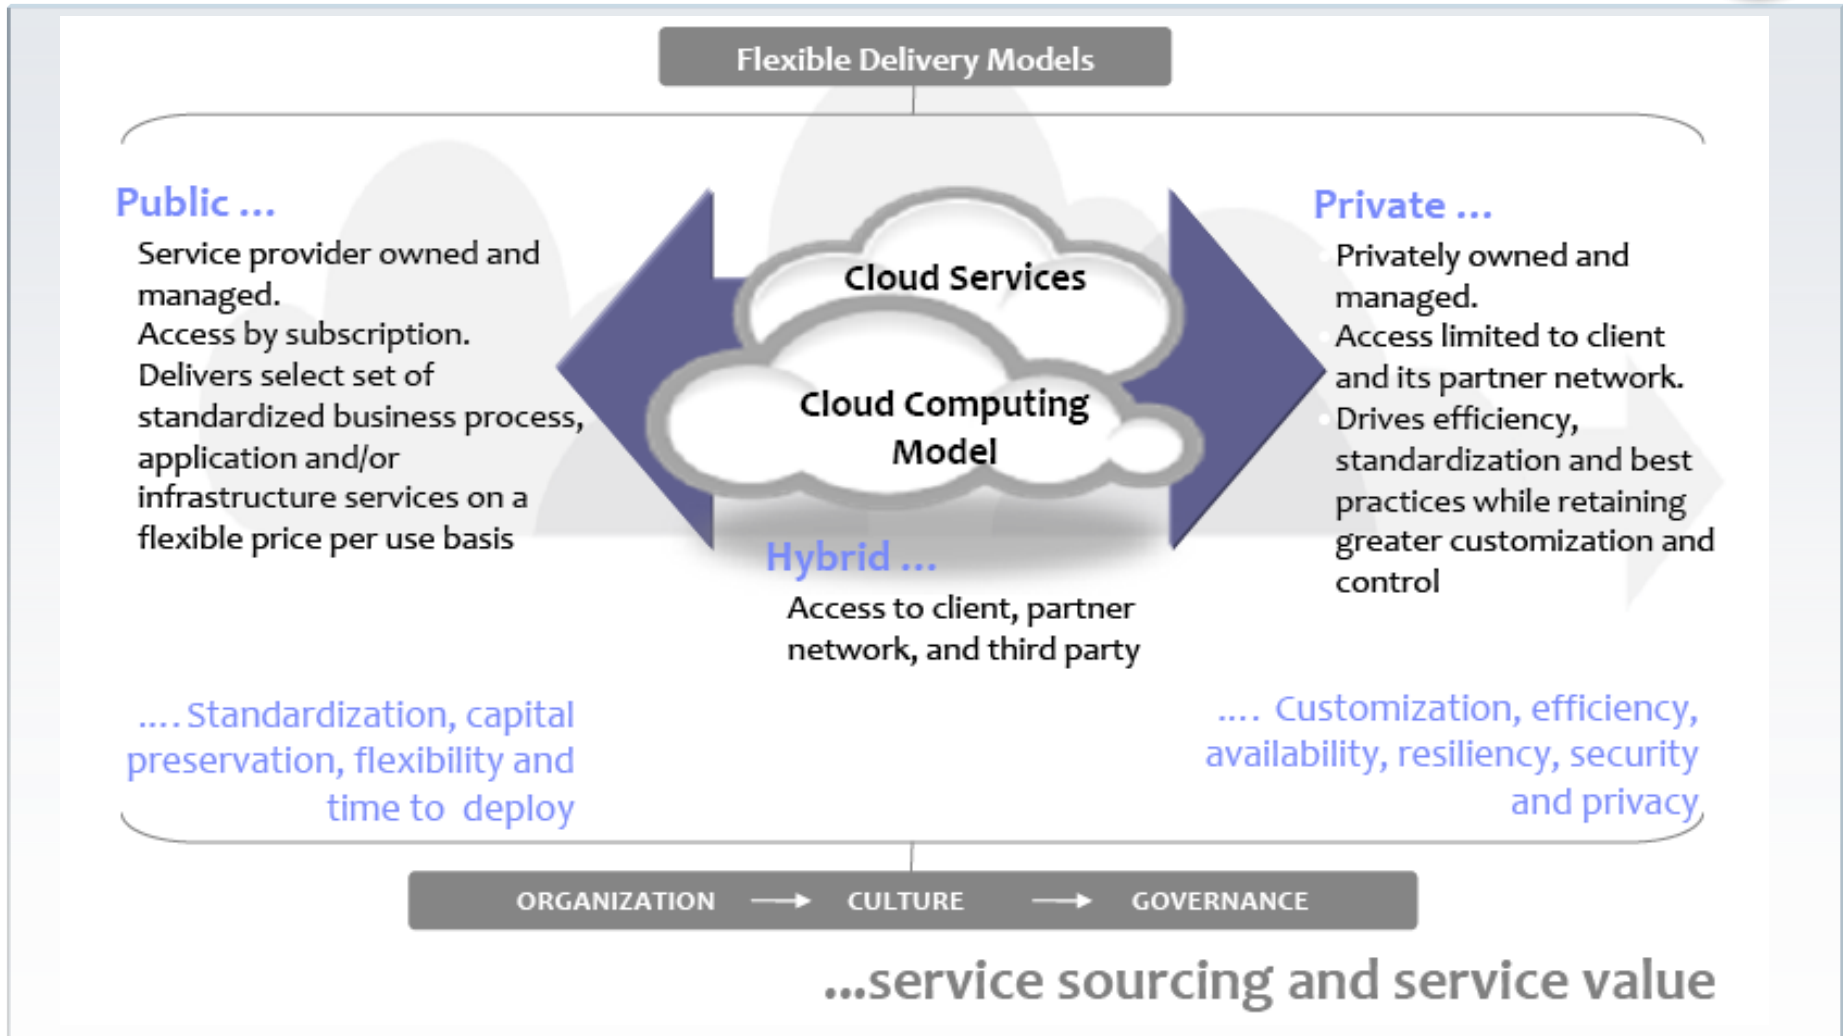 Flexible Delivery Models
Public ...
Service provider owned and
managed.
Access by subscription.
Delivers select set of
standardized business process,
application and/or
infrastructure services on a
flexible price per use basis
Cloud Services
Cloud Computing
Model
Hybrid ...
Access to client, partner
network, and third party
Private ...
Privately owned and
managed.
Access limited to client
and its partner network.
Drives efficiency,
standardization and best
practices while retaining
greater customization and
control
.... Standardization, capital
preservation, flexibility and
time to deploy
.... Customization, efficiency,
availability, resiliency, security
and privacy
ORGANIZATION → CULTURE → GOVERNANCE
...service sourcing and service value